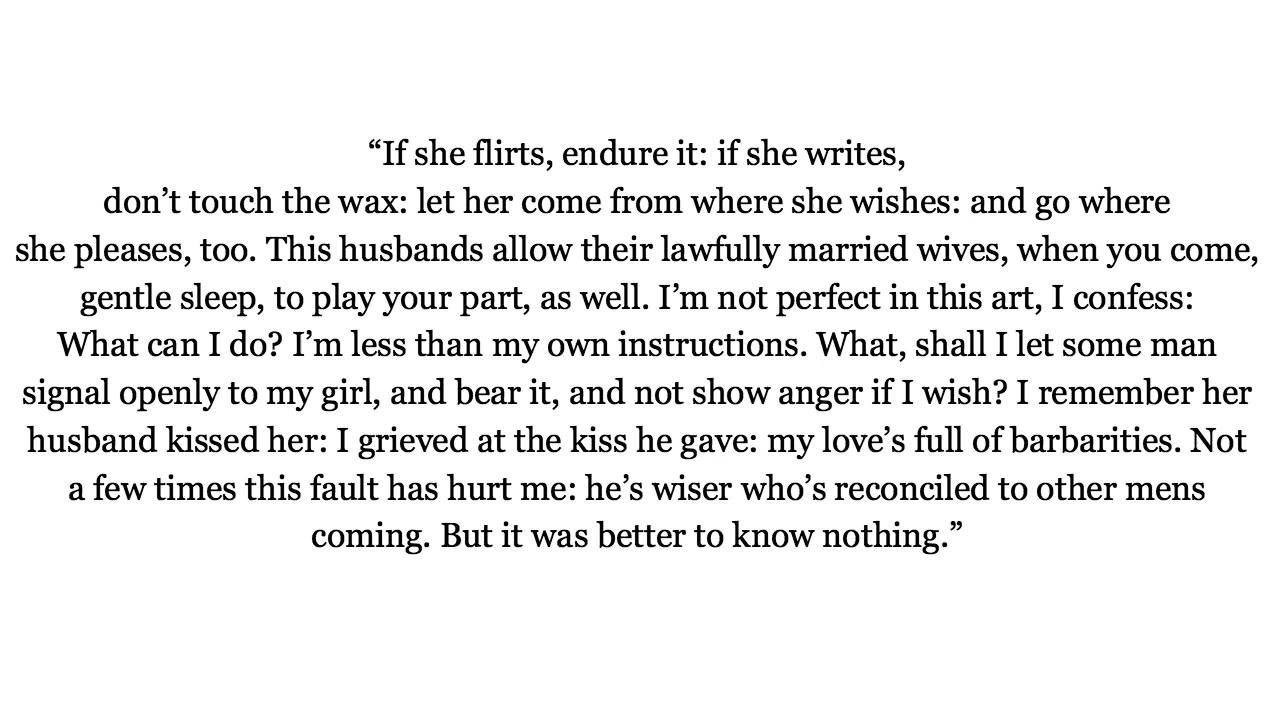 “If she flirts, endure it: if she writes,
don’t touch the wax: let her come from where she wishes: and go where
she pleases, too. This husbands allow their lawfully married wives, when you come,
gentle sleep, to play your part, as well. I’m not perfect in this art, I confess:
What can I do? I’m less than my own instructions. What, shall I let some man
signal openly to my girl, and bear it, and not show anger if I wish? I remember her
husband kissed her: I grieved at the kiss he gave: my love’s full of barbarities. Not
a few times this fault has hurt me: he’s wiser who’s reconciled to other mens
coming. But it was better to know nothing.”